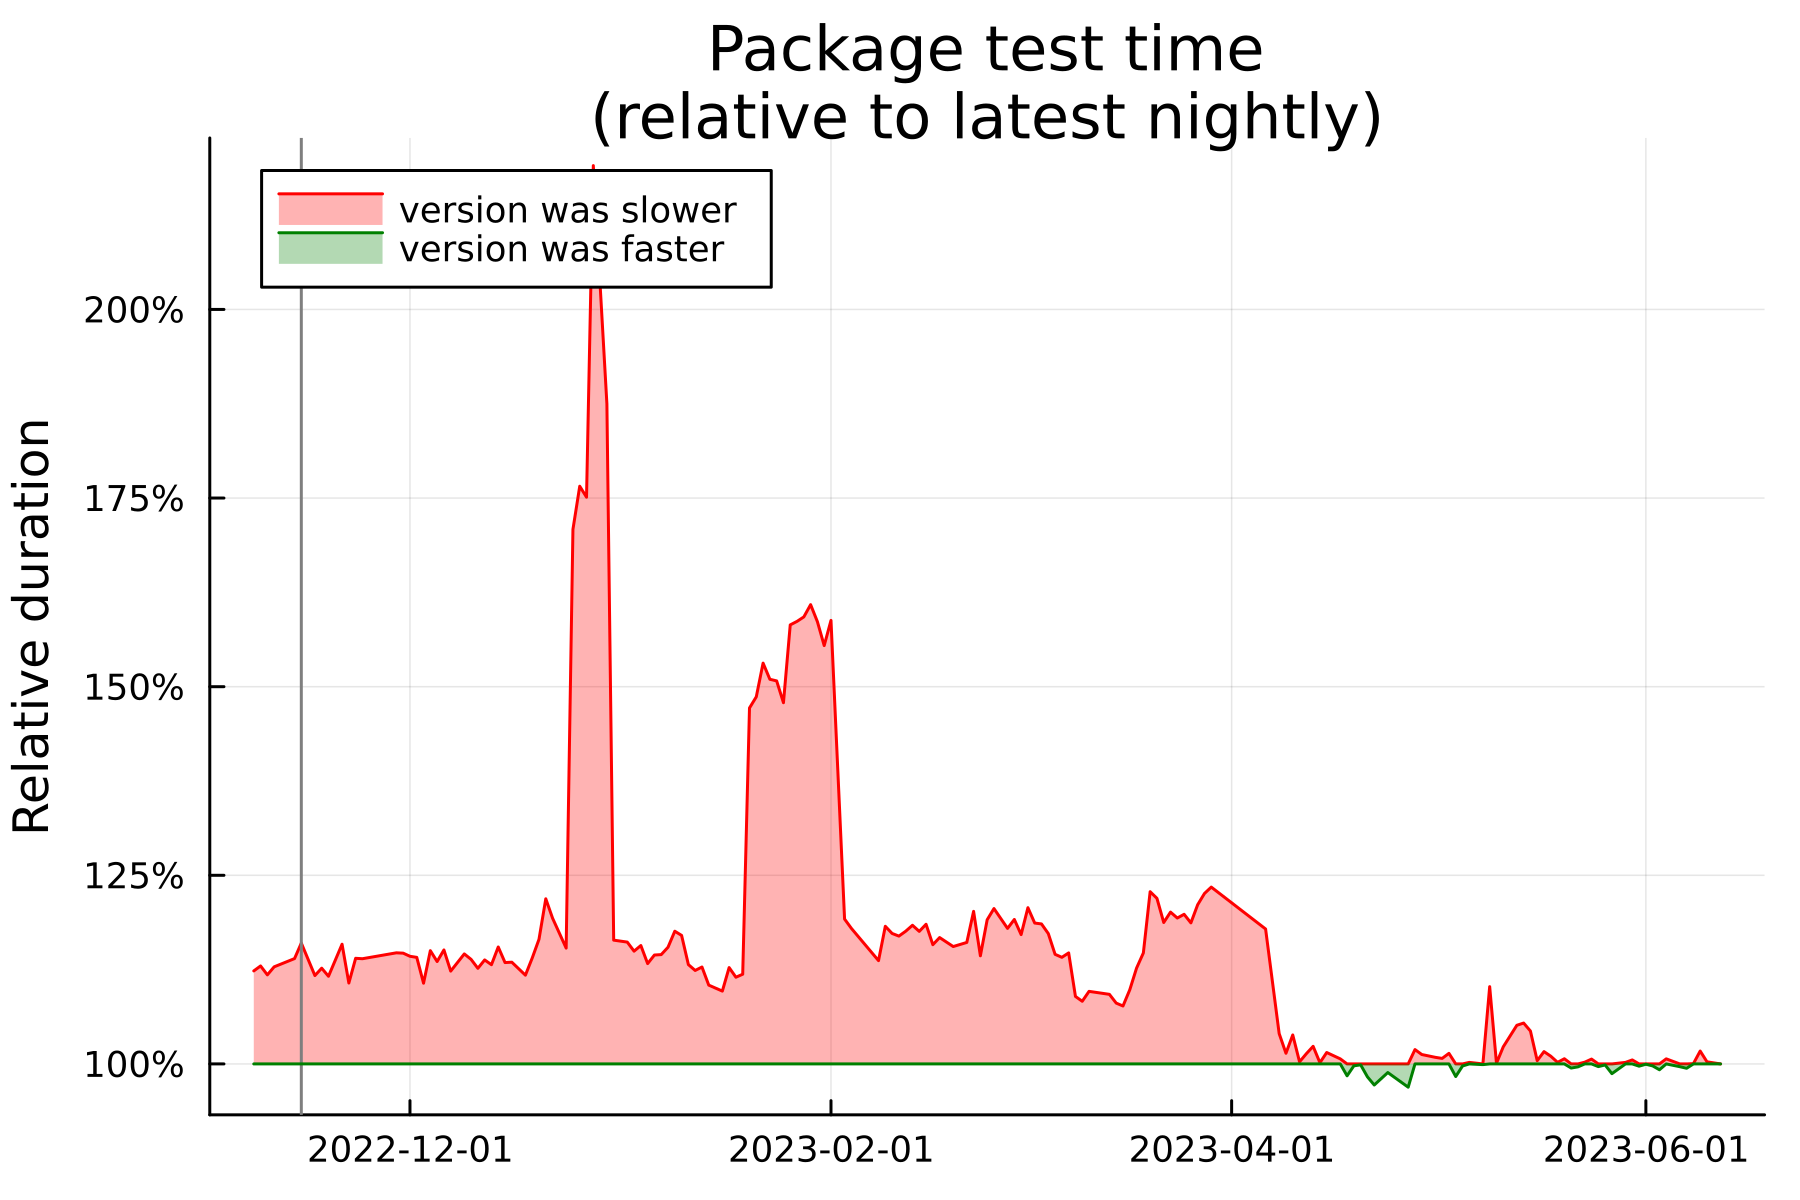 Package test time
(relative to latest nightly)
version was slower
version was faster
200%
175%
150%
125%
100%
Relative duration
2022-12-01
2023-02-01
2023-04-01
2023-06-01